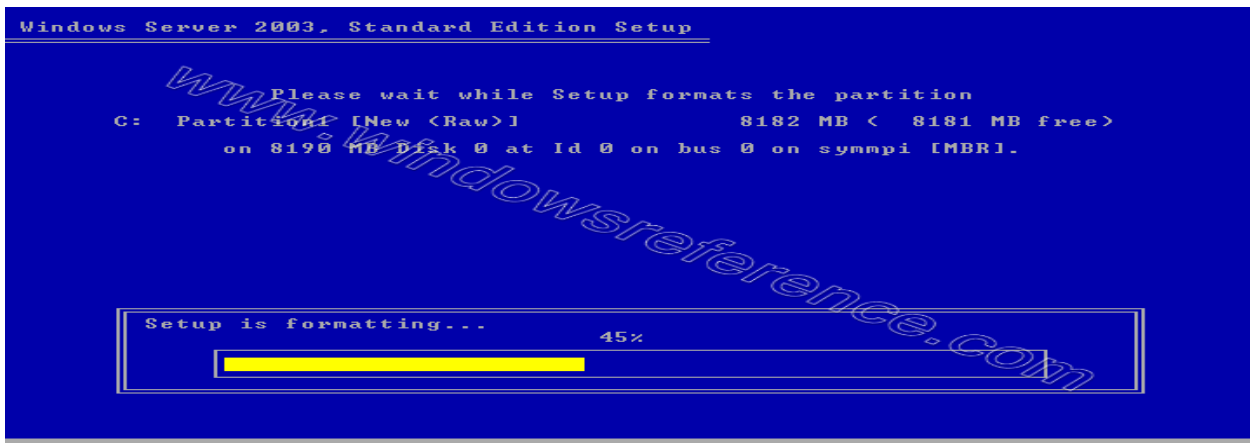 Windows Server 2003, Standard Edition Setup
Please wait while Setup formats the partition
C: Partition1 [New (Raw)] 8182 MB ( 8181 MB free)
on 8190 MB Disk 0 at Id 0 on bus 0 on symmpi [MBR].
www.windowsreference.com
Setup is formatting...
45%